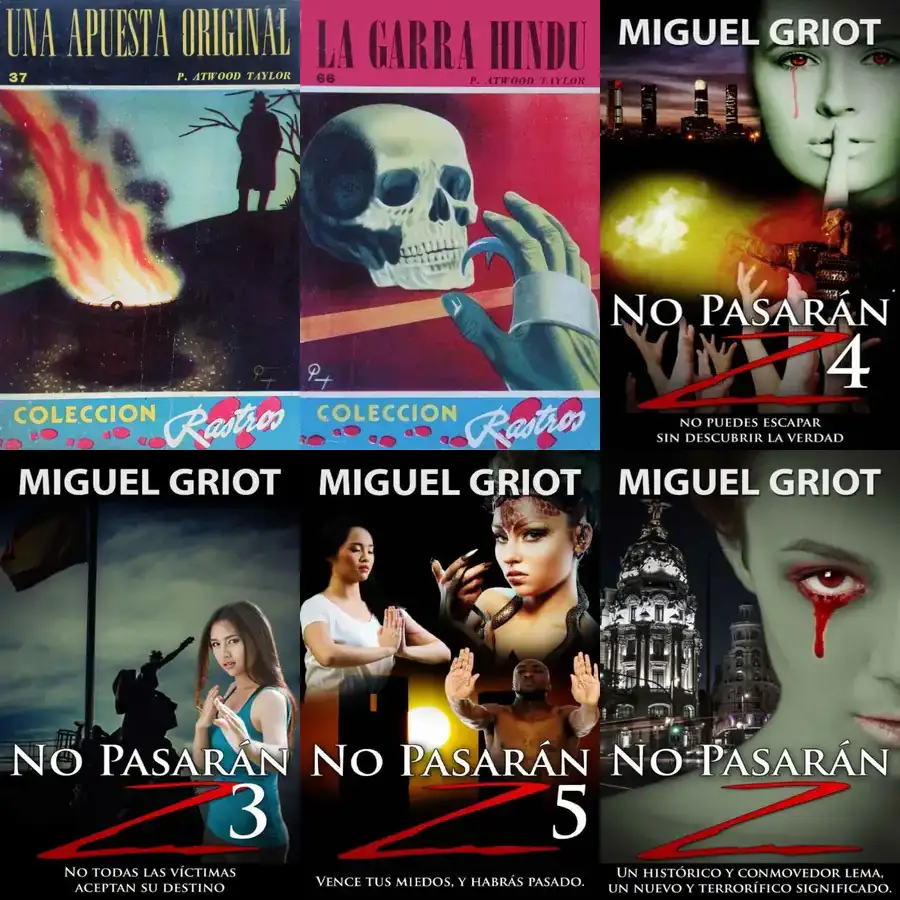 UNA APUESTA ORIGINAL
37
P. ATWOOD TAYLOR
COLECCION
Rastros
LA GARRA HINDU
66
P. ATWOOD TAYLOR
COLECCION
Rastros
MIGUEL GRIOT
NO PASARÁN
Z 4
NO PUEDES ESCAPAR
SIN DESCUBRIR LA VERDAD
MIGUEL GRIOT
NO PASARÁN
Z 3
NO TODAS LAS VÍCTIMAS
ACEPTAN SU DESTINO
MIGUEL GRIOT
NO PASARÁN
Z 5
VENCE TUS MIEDOS, Y HABRÁS PASADO.
MIGUEL GRIOT
NO PASARÁN
Z
UN HISTÓRICO Y CONMOVEDOR LEMA,
UN NUEVO Y TERRORÍFICO SIGNIFICADO.